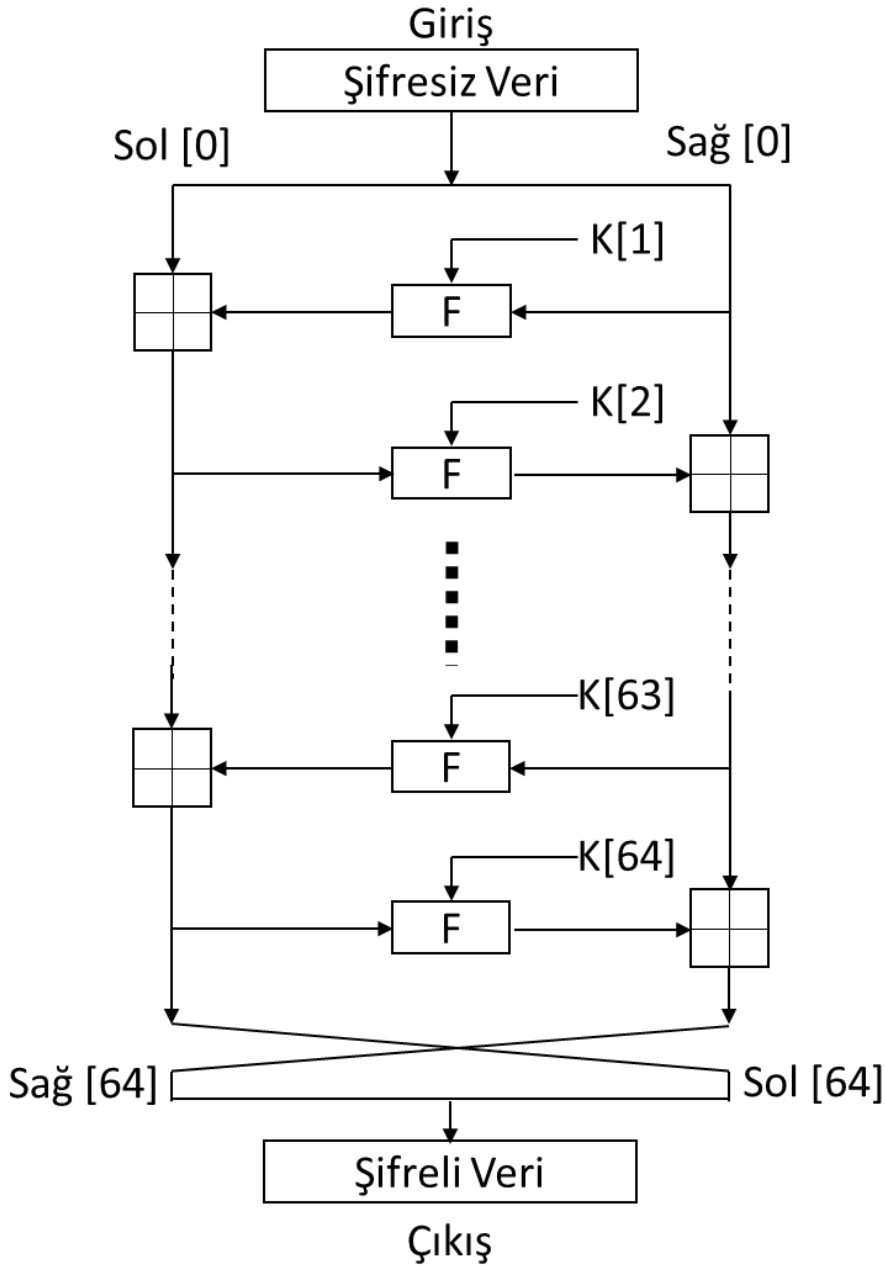 Giriş
Şifresiz Veri
Sol [0]
Sağ [0]
K[1]
F
K[2]
F
K[63]
F
K[64]
F
Sağ [64]
Sol [64]
Şifreli Veri
Çıkış